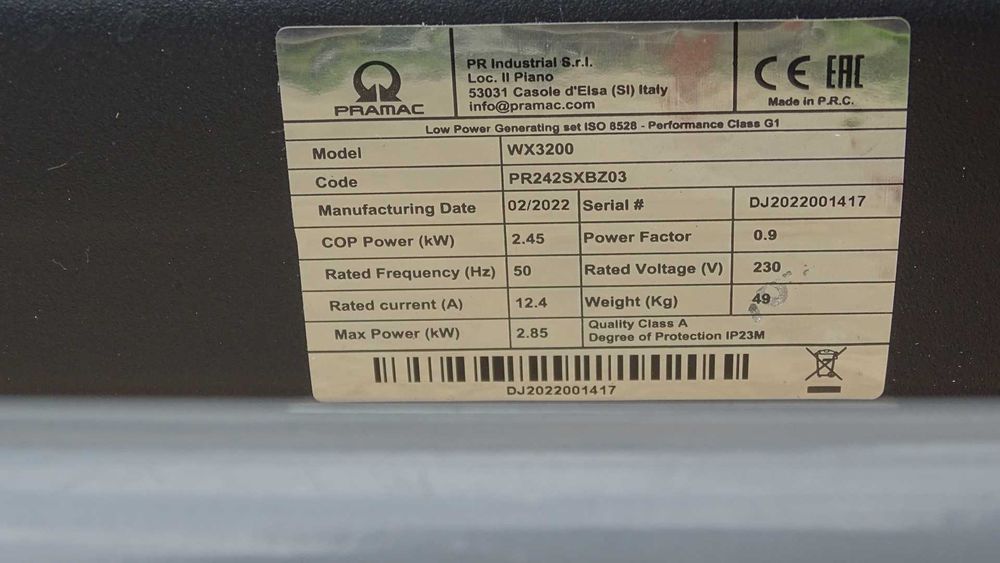 PRAMAC
PR Industrial S.r.l.
Loc. Il Piano
53031 Casole d'Elsa (SI) Italy
info@pramac.com
CE EAC
Made in P.R.C.
Low Power Generating set ISO 8528 - Performance Class G1
Model WX3200
Code PR242SXBZ03
Manufacturing Date 02/2022 Serial # DJ2022001417
COP Power (kW) 2.45 Power Factor 0.9
Rated Frequency (Hz) 50 Rated Voltage (V) 230
Rated current (A) 12.4 Weight (Kg) 49
Max Power (kW) 2.85 Quality Class A
Degree of Protection IP23M
DJ2022001417